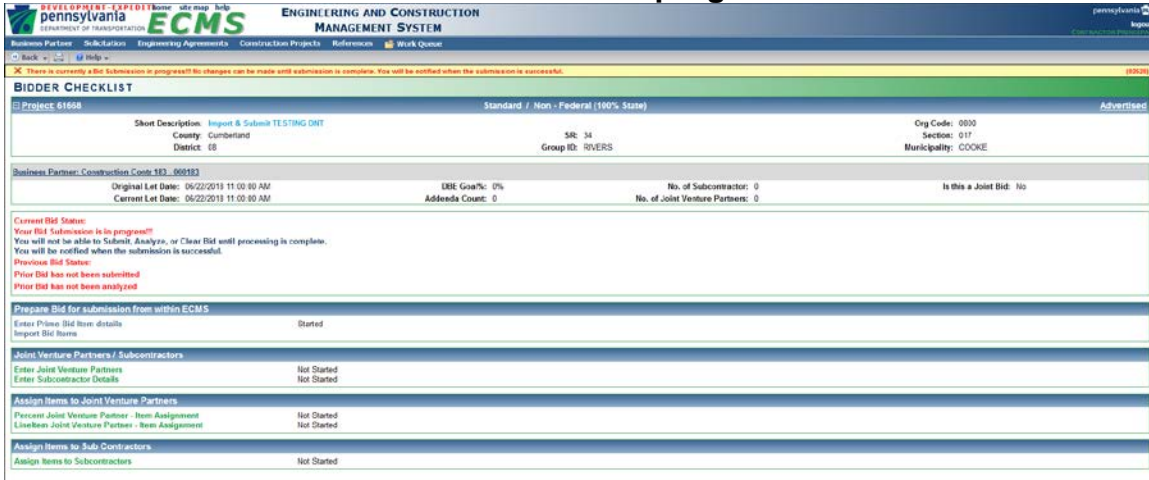 DEVELOPMENT-EXPEDIT home site map help
pennsylvania
DEPARTMENT OF TRANSPORTATION
ECMS
ENGINEERING AND CONSTRUCTION
MANAGEMENT SYSTEM
pennsylvania
logou
Business Partner Solicitation Engineering Agreements Construction Projects References Work Queue
Back Help
There is currently a Bid Submission in progress!!! No changes can be made until submission is complete. You will be notified when the submission is successful.
BIDDER CHECKLIST
Project: 61668 Standard / Non - Federal (100% State) Advertised
Short Description: Import & Submit TESTING DNT Org Code: 0800
County: Cumberland SR: 34 Section: 017
District: 08 Group ID: RIVERS Municipality: COOKE
Business Partner: Construction Contr 183 - 000183
Original Let Date: 06/22/2018 11:00:00 AM DBE Goal%: 0% No. of Subcontractor: 0 Is this a Joint Bid: No
Current Let Date: 06/22/2018 11:00:00 AM Addenda Count: 0 No. of Joint Venture Partners: 0
Current Bid Status:
Your Bid Submission is in progress!!!
You will not be able to Submit, Analyze, or Clear Bid until processing is complete.
You will be notified when the submission is successful.
Previous Bid Status:
Prior Bid has not been submitted
Prior Bid has not been analyzed
Prepare Bid for submission from within ECMS
Enter Prime Bid Item details Started
Import Bid Items
Joint Venture Partners / Subcontractors
Enter Joint Venture Partners Not Started
Enter Subcontractor Details Not Started
Assign Items to Joint Venture Partners
Percent Joint Venture Partner - Item Assignment Not Started
LineItem Joint Venture Partner - Item Assignment Not Started
Assign Items to Sub Contractors
Assign Items to Subcontractors Not Started